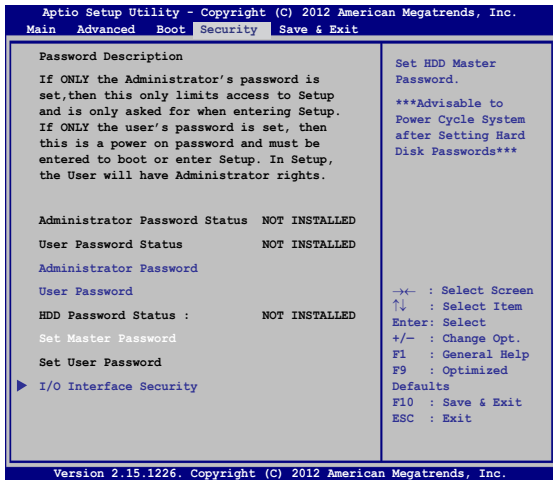 Aptio Setup Utility - Copyright (C) 2012 American Megatrends, Inc.
Main Advanced Boot Security Save & Exit
Password Description
If ONLY the Administrator's password is
set,then this only limits access to Setup
and is only asked for when entering Setup.
If ONLY the user's password is set, then
this is a power on password and must be
entered to boot or enter Setup. In Setup,
the User will have Administrator rights.
Administrator Password Status NOT INSTALLED
User Password Status NOT INSTALLED
Administrator Password
User Password
HDD Password Status : NOT INSTALLED
Set Master Password
Set User Password
I/O Interface Security
Set HDD Master
Password.
***Advisable to
Power Cycle System
after Setting Hard
Disk Passwords***
→← : Select Screen
↑↓ : Select Item
Enter: Select
+/— : Change Opt.
F1 : General Help
F9 : Optimized
Defaults
F10 : Save & Exit
ESC : Exit
Version 2.15.1226. Copyright (C) 2012 American Megatrends, Inc.